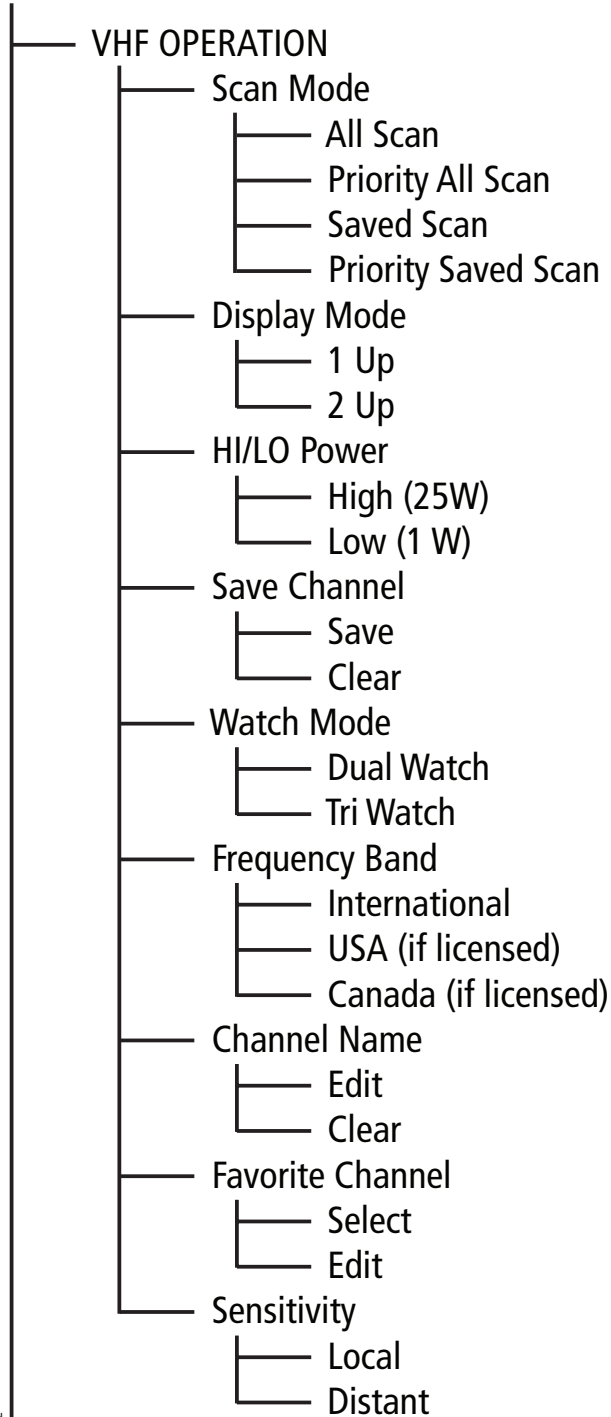 VHF OPERATION
Scan Mode
All Scan
Priority All Scan
Saved Scan
Priority Saved Scan
Display Mode
1 Up
2 Up
HI/LO Power
High (25W)
Low (1 W)
Save Channel
Save
Clear
Watch Mode
Dual Watch
Tri Watch
Frequency Band
International
USA (if licensed)
Canada (if licensed)
Channel Name
Edit
Clear
Favorite Channel
Select
Edit
Sensitivity
Local
Distant